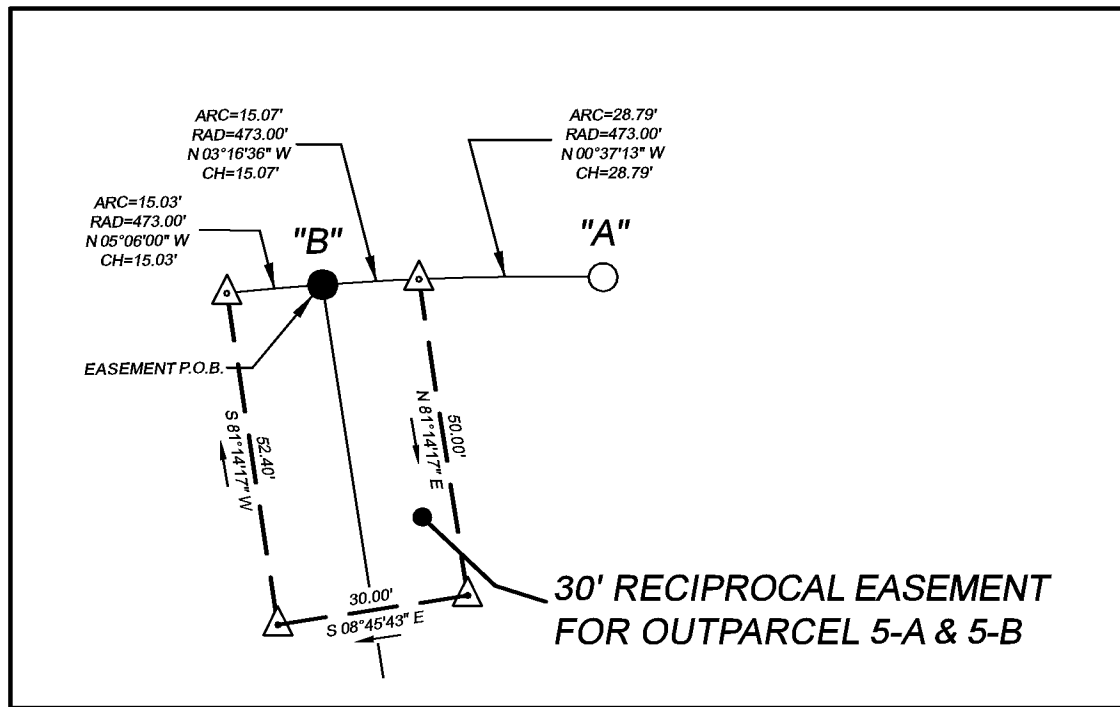 ARC=15.07'
RAD=473.00'
N 03°16'36" W
CH=15.07'
ARC=28.79'
RAD=473.00'
N 00°37'13" W
CH=28.79'
ARC=15.03'
RAD=473.00'
N 05°06'00" W
CH=15.03'
"B"
"A"
EASEMENT P.O.B.
52.40'
S 81°14'17" W
50.00'
N 81°14'17" E
30.00'
S 08°45'43" E
30' RECIPROCAL EASEMENT
FOR OUTPARCEL 5-A & 5-B